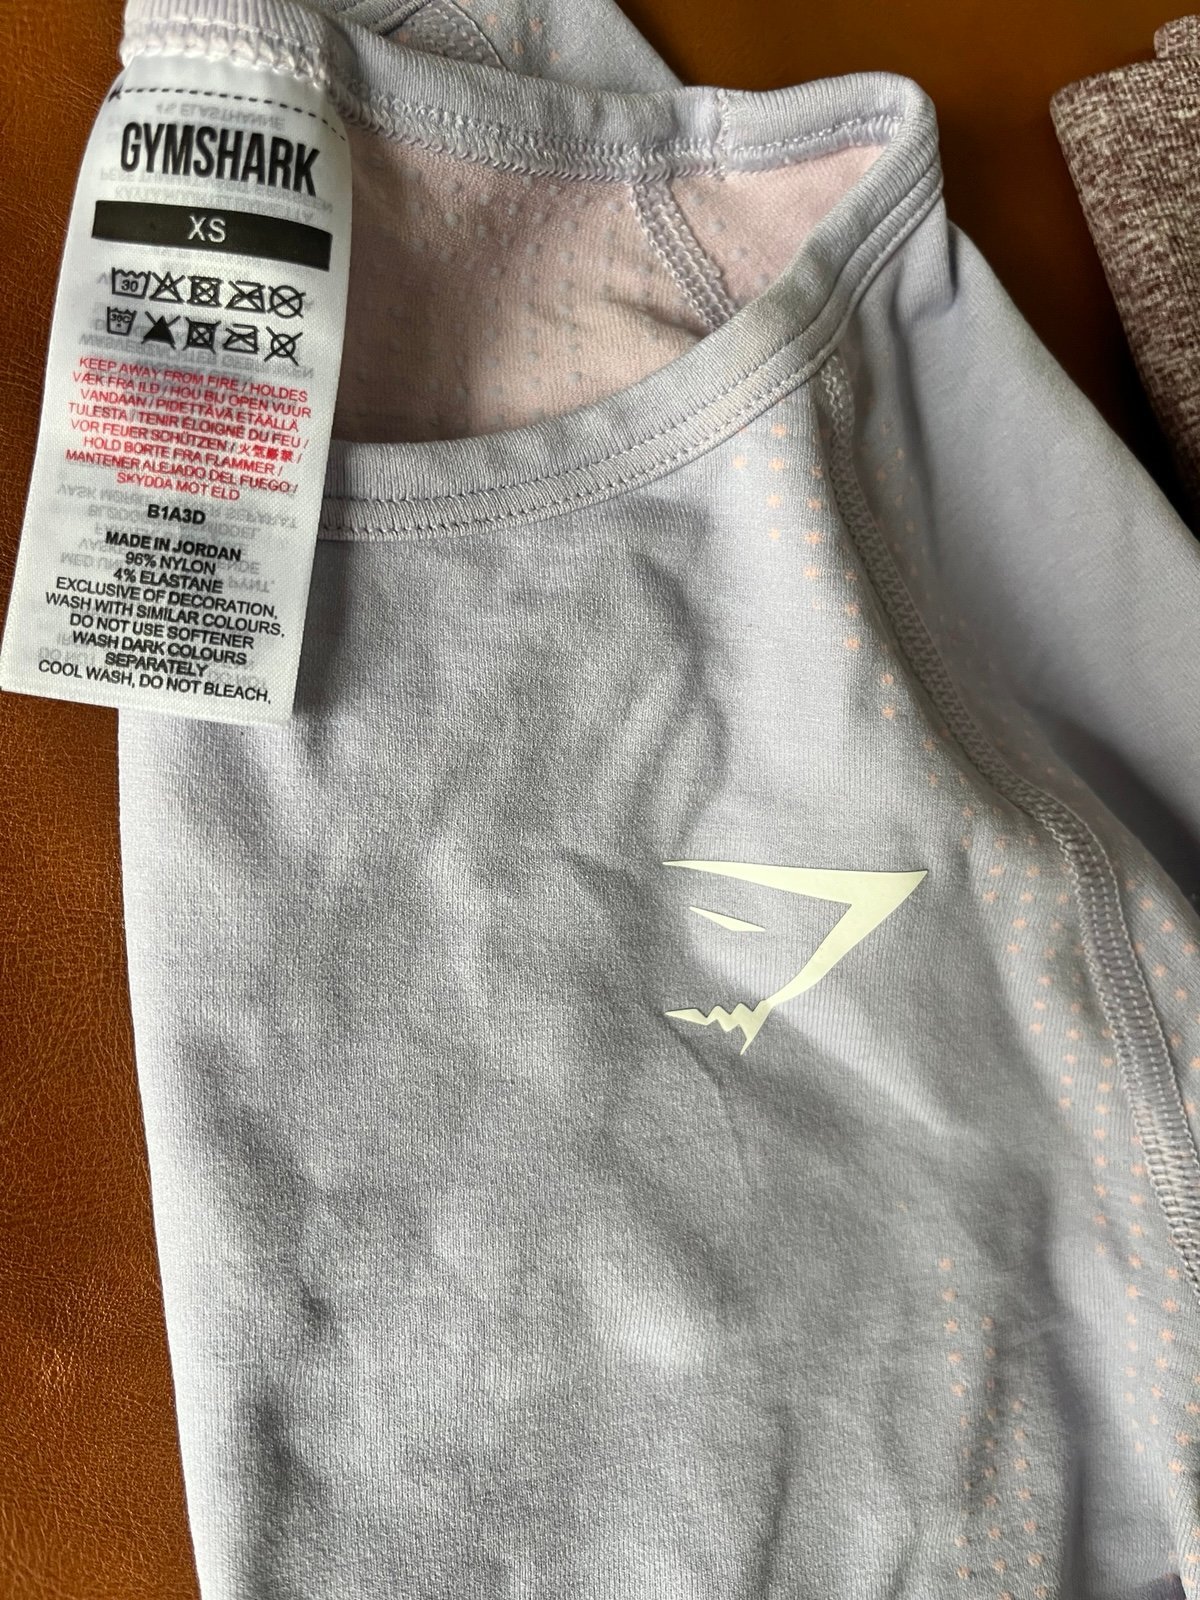 GYMSHARK
XS
30
30C
KEEP AWAY FROM FIRE / HOLDES
VÆK FRA ILD / HOU BIJ OPEN VUUR
VANDAAN / PIDETTÄVÄ ETÄÄLLÄ
TULESTA / TENIR ÉLOIGNÉ DU FEU /
VOR FEUER SCHÜTZEN / 火気厳禁 /
HOLD BORTE FRA FLAMMER /
MANTENER ALEJADO DEL FUEGO /
SKYDDA MOT ELD
B1A3D
MADE IN JORDAN
96% NYLON
4% ELASTANE
EXCLUSIVE OF DECORATION,
WASH WITH SIMILAR COLOURS,
DO NOT USE SOFTENER
WASH DARK COLOURS
SEPARATELY
COOL WASH, DO NOT BLEACH,